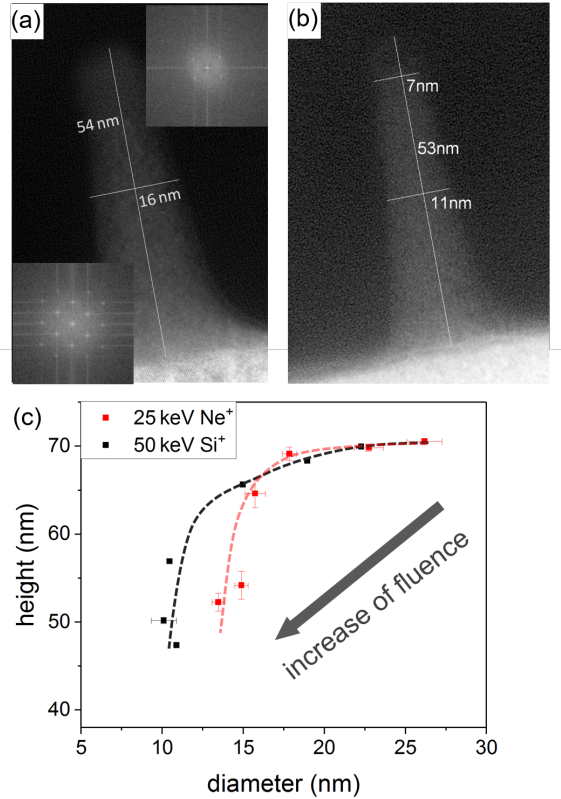 (a)
54 nm
16 nm
(b)
7nm
53nm
11nm
(c)
25 keV Ne+
50 keV Si+
70
60
50
40
height (nm)
increase of fluence
5
10
15
20
25
30
diameter (nm)